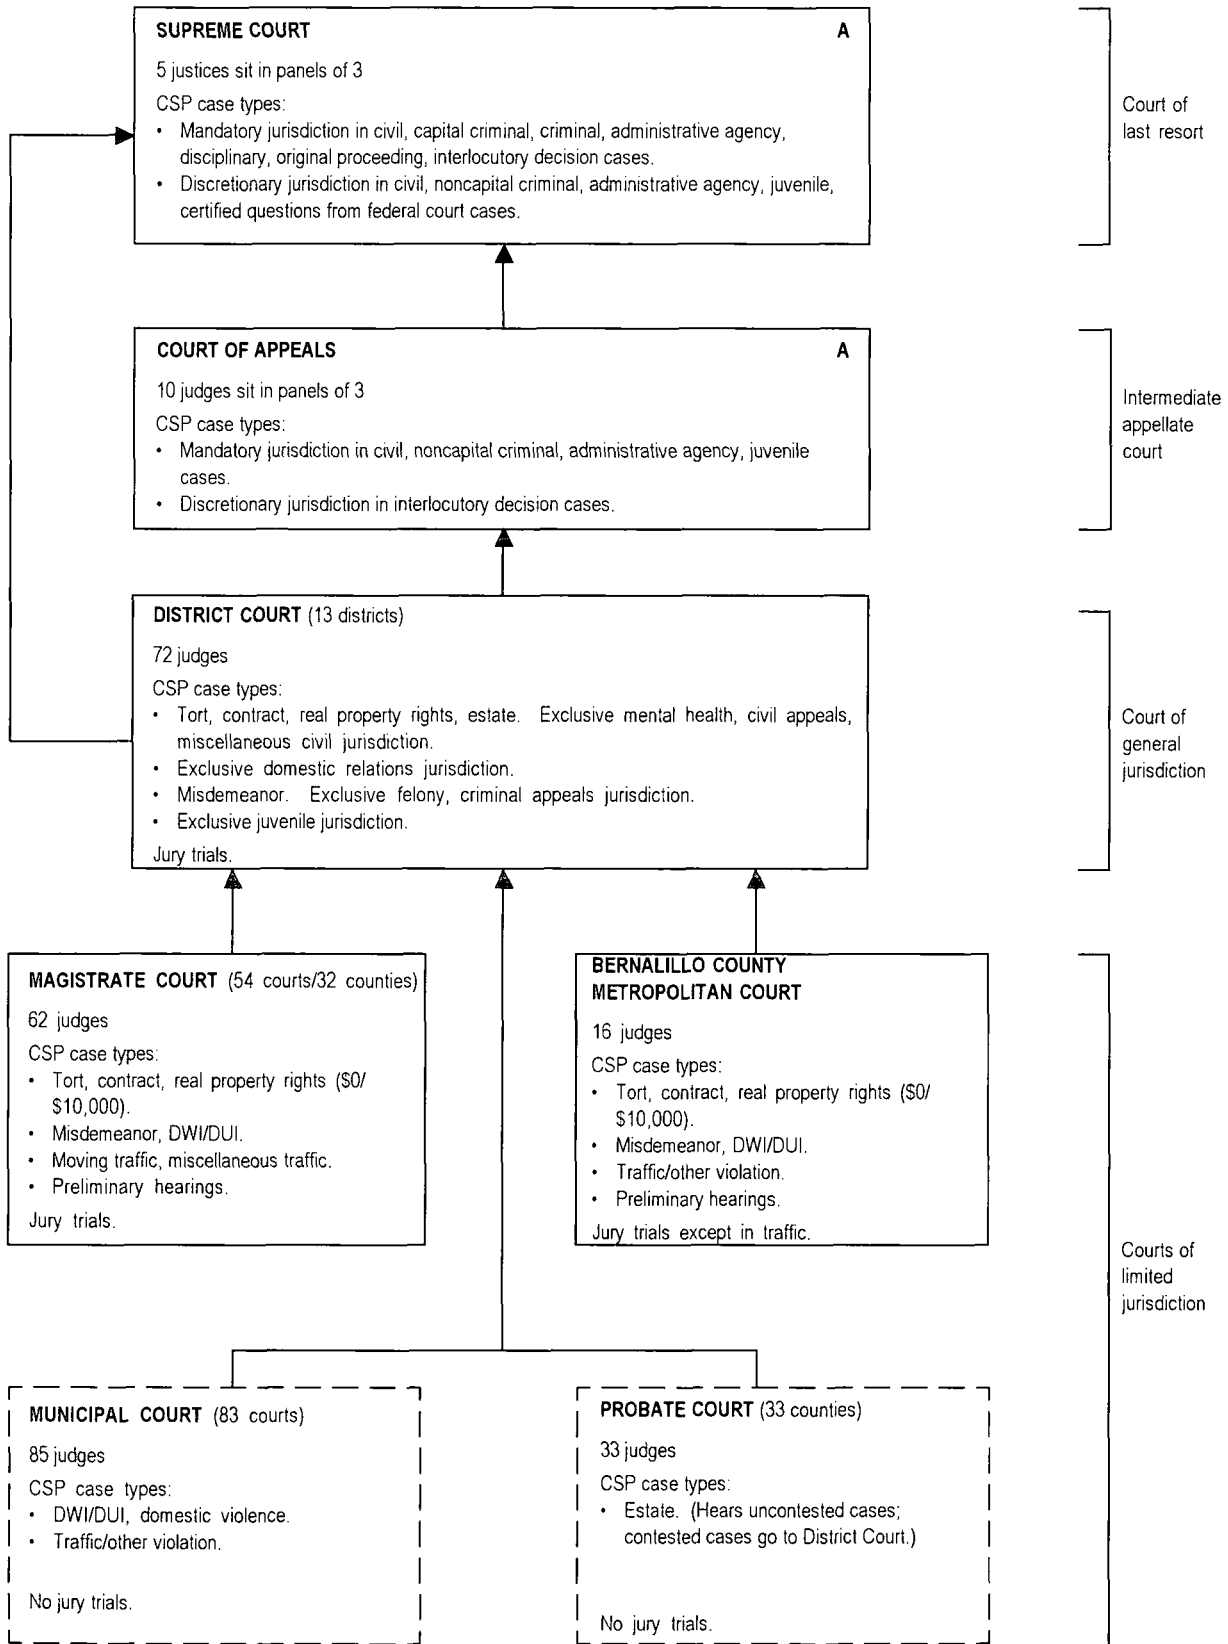 SUPREME COURT A
5 justices sit in panels of 3
CSP case types:
• Mandatory jurisdiction in civil, capital criminal, criminal, administrative agency,
disciplinary, original proceeding, interlocutory decision cases.
• Discretionary jurisdiction in civil, noncapital criminal, administrative agency, juvenile,
certified questions from federal court cases.
Court of
last resort
COURT OF APPEALS A
10 judges sit in panels of 3
CSP case types:
• Mandatory jurisdiction in civil, noncapital criminal, administrative agency, juvenile
cases.
• Discretionary jurisdiction in interlocutory decision cases.
Intermediate
appellate
court
DISTRICT COURT (13 districts)
72 judges
CSP case types:
• Tort, contract, real property rights, estate. Exclusive mental health, civil appeals,
miscellaneous civil jurisdiction.
• Exclusive domestic relations jurisdiction.
• Misdemeanor. Exclusive felony, criminal appeals jurisdiction.
• Exclusive juvenile jurisdiction.
Jury trials.
Court of
general
jurisdiction
MAGISTRATE COURT (54 courts/32 counties)
62 judges
CSP case types:
• Tort, contract, real property rights ($0/
$10,000).
• Misdemeanor, DWI/DUI.
• Moving traffic, miscellaneous traffic.
• Preliminary hearings.
Jury trials.
BERNALILLO COUNTY
METROPOLITAN COURT
16 judges
CSP case types:
• Tort, contract, real property rights ($0/
$10,000).
• Misdemeanor, DWI/DUI.
• Traffic/other violation.
• Preliminary hearings.
Jury trials except in traffic.
Courts of
limited
jurisdiction
MUNICIPAL COURT (83 courts)
85 judges
CSP case types:
• DWI/DUI, domestic violence.
• Traffic/other violation.
No jury trials.
PROBATE COURT (33 counties)
33 judges
CSP case types:
• Estate. (Hears uncontested cases;
contested cases go to District Court.)
No jury trials.